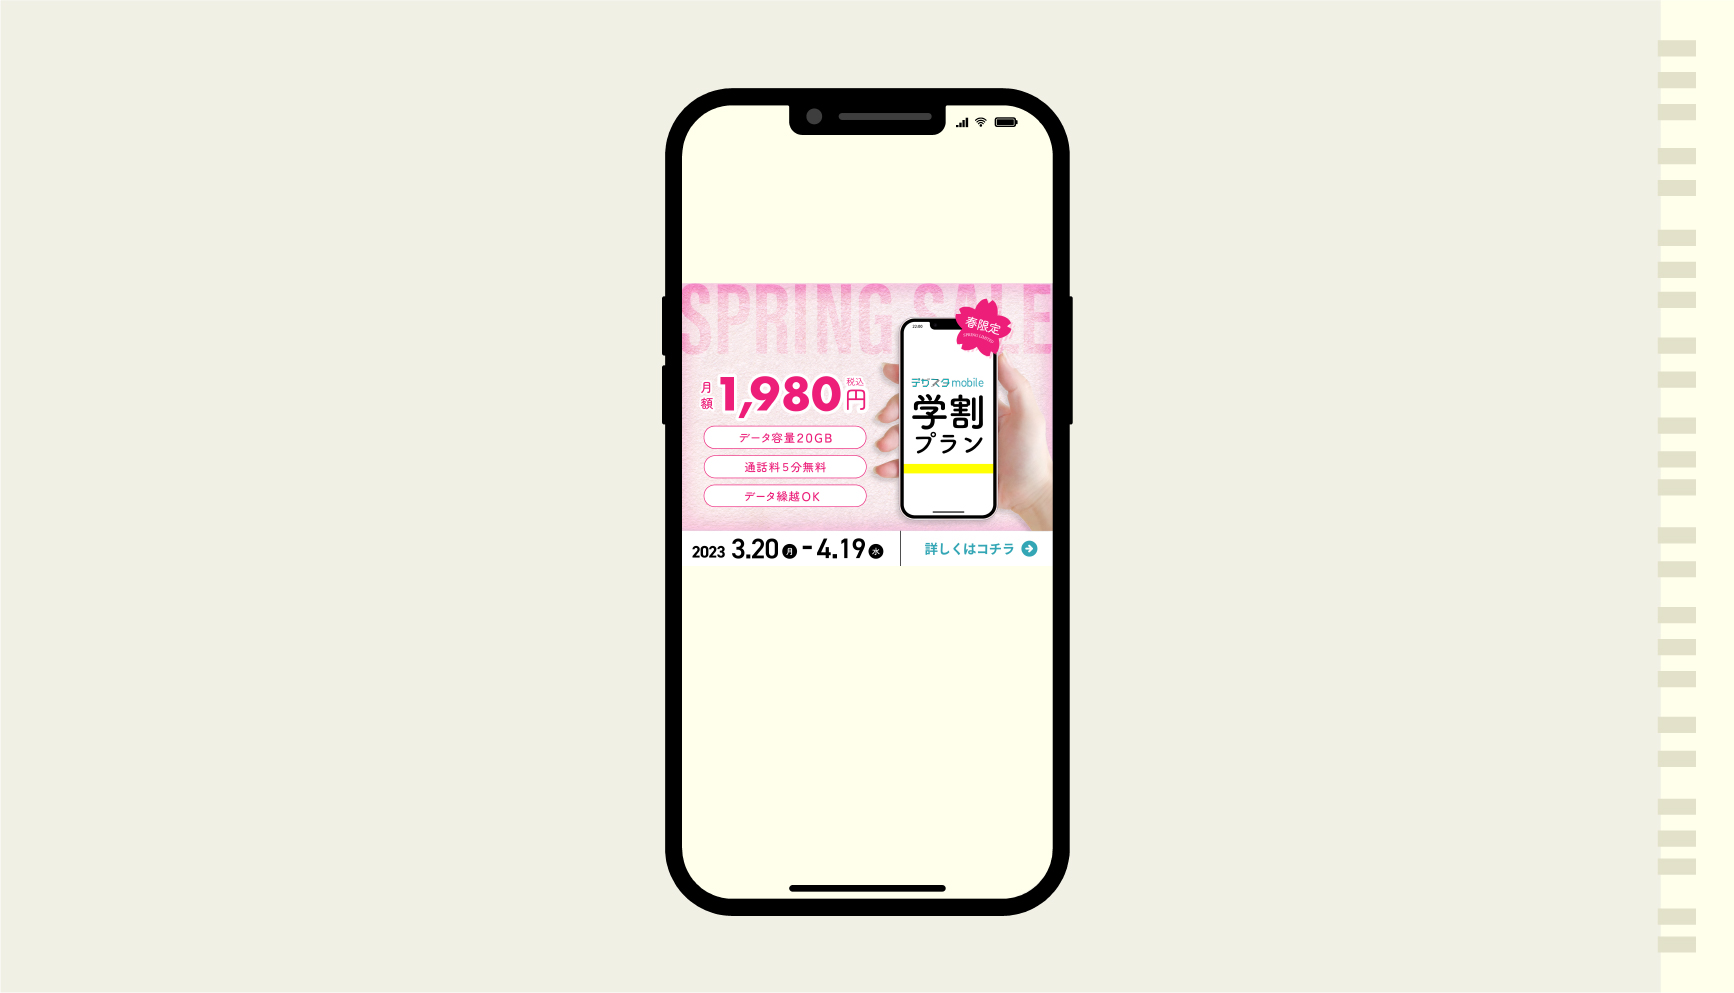 SPRING SALE
春限定
22:00
月額 1,980 税込 円
データ容量20GB
通話料5分無料
データ繰越OK
デザスタmobile
学割
プラン
2023 3.20 月 - 4.19 水
詳しくはコチラ